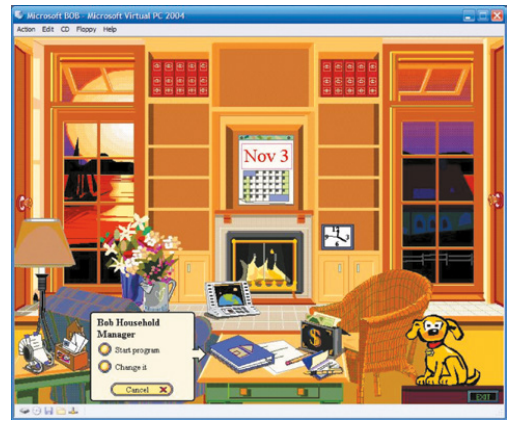 Microsoft BOB - Microsoft Virtual PC 2004
Action Edit CD Floppy Help
Nov 3
Bob Household
Manager
Start program
Change it
Cancel
$
EXIT